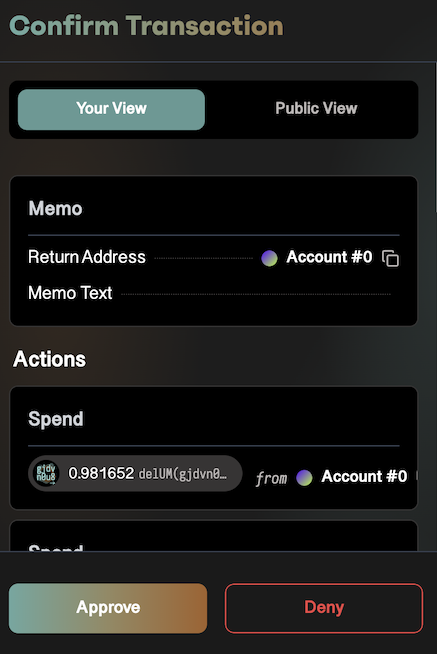 Confirm Transaction
Your View
Public View
Memo
Return Address Account #0
Memo Text
Actions
Spend
gjdv
n0u8
0.981652 delUM(gjdvn0… from Account #0
Spend
Approve
Deny